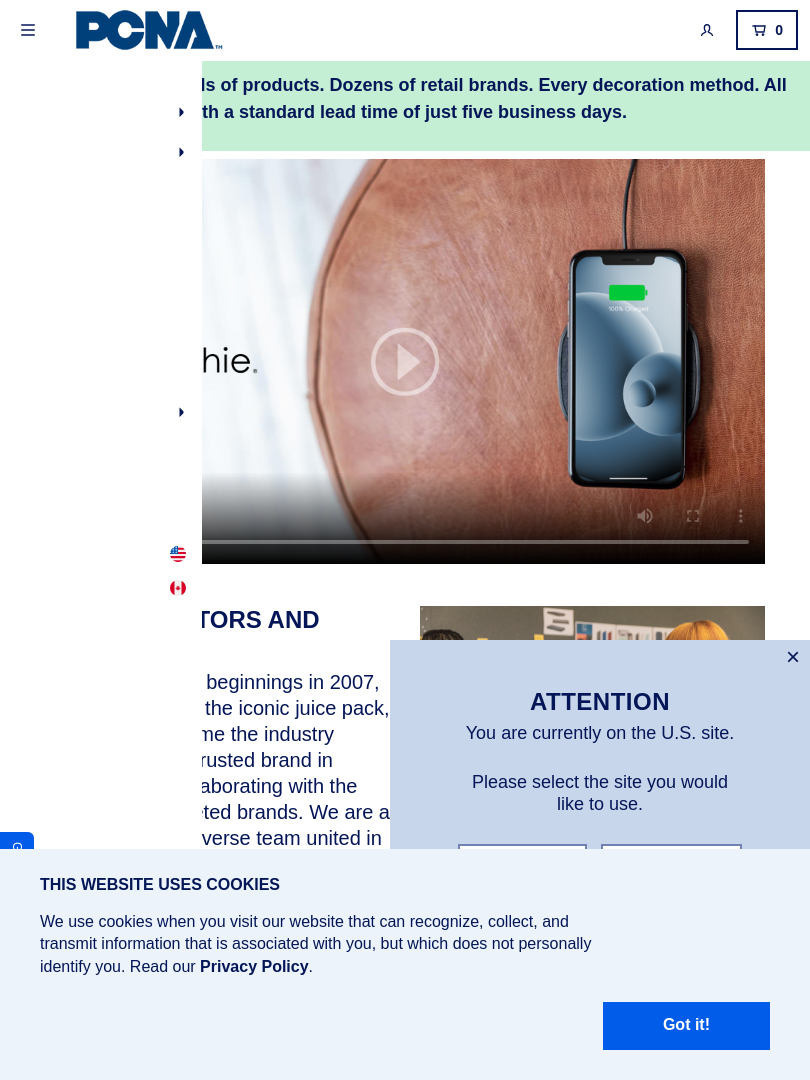 PCNA™
0
ls of products. Dozens of retail brands. Every decoration method. All
th a standard lead time of just five business days.
hie®
100% Charged
TORS AND
beginnings in 2007,
the iconic juice pack,
me the industry
rusted brand in
aborating with the
eted brands. We are a
verse team united in
ATTENTION
You are currently on the U.S. site.
Please select the site you would
like to use.
THIS WEBSITE USES COOKIES
We use cookies when you visit our website that can recognize, collect, and
transmit information that is associated with you, but which does not personally
identify you. Read our Privacy Policy.
Got it!